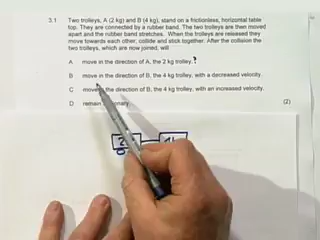 3.1 Two trolleys, A (2 kg) and B (4 kg), stand on a frictionless, horizontal table
top. They are connected by a rubber band. The two trolleys are then moved
apart and the rubber band stretches. When the trolleys are released they
move towards each other, collide and stick together. After the collision the
two trolleys, which are now joined, will
A move in the direction of A, the 2 kg trolley.
B move in the direction of B, the 4 kg trolley, with a decreased velocity.
C move in the direction of B, the 4 kg trolley, with an increased velocity.
D remain (2)